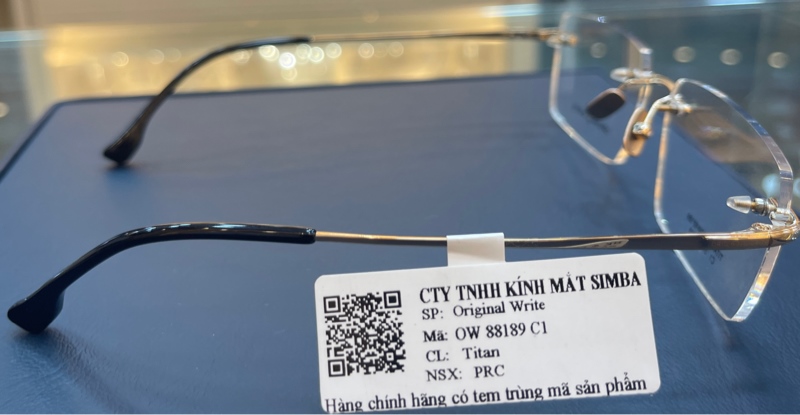 CTY TNHH KÍNH MẮT SIMBA
SP: Original Write
Mã: OW 88189 C1
CL: Titan
NSX: PRC
Hàng chính hãng có tem trùng mã sản phẩm